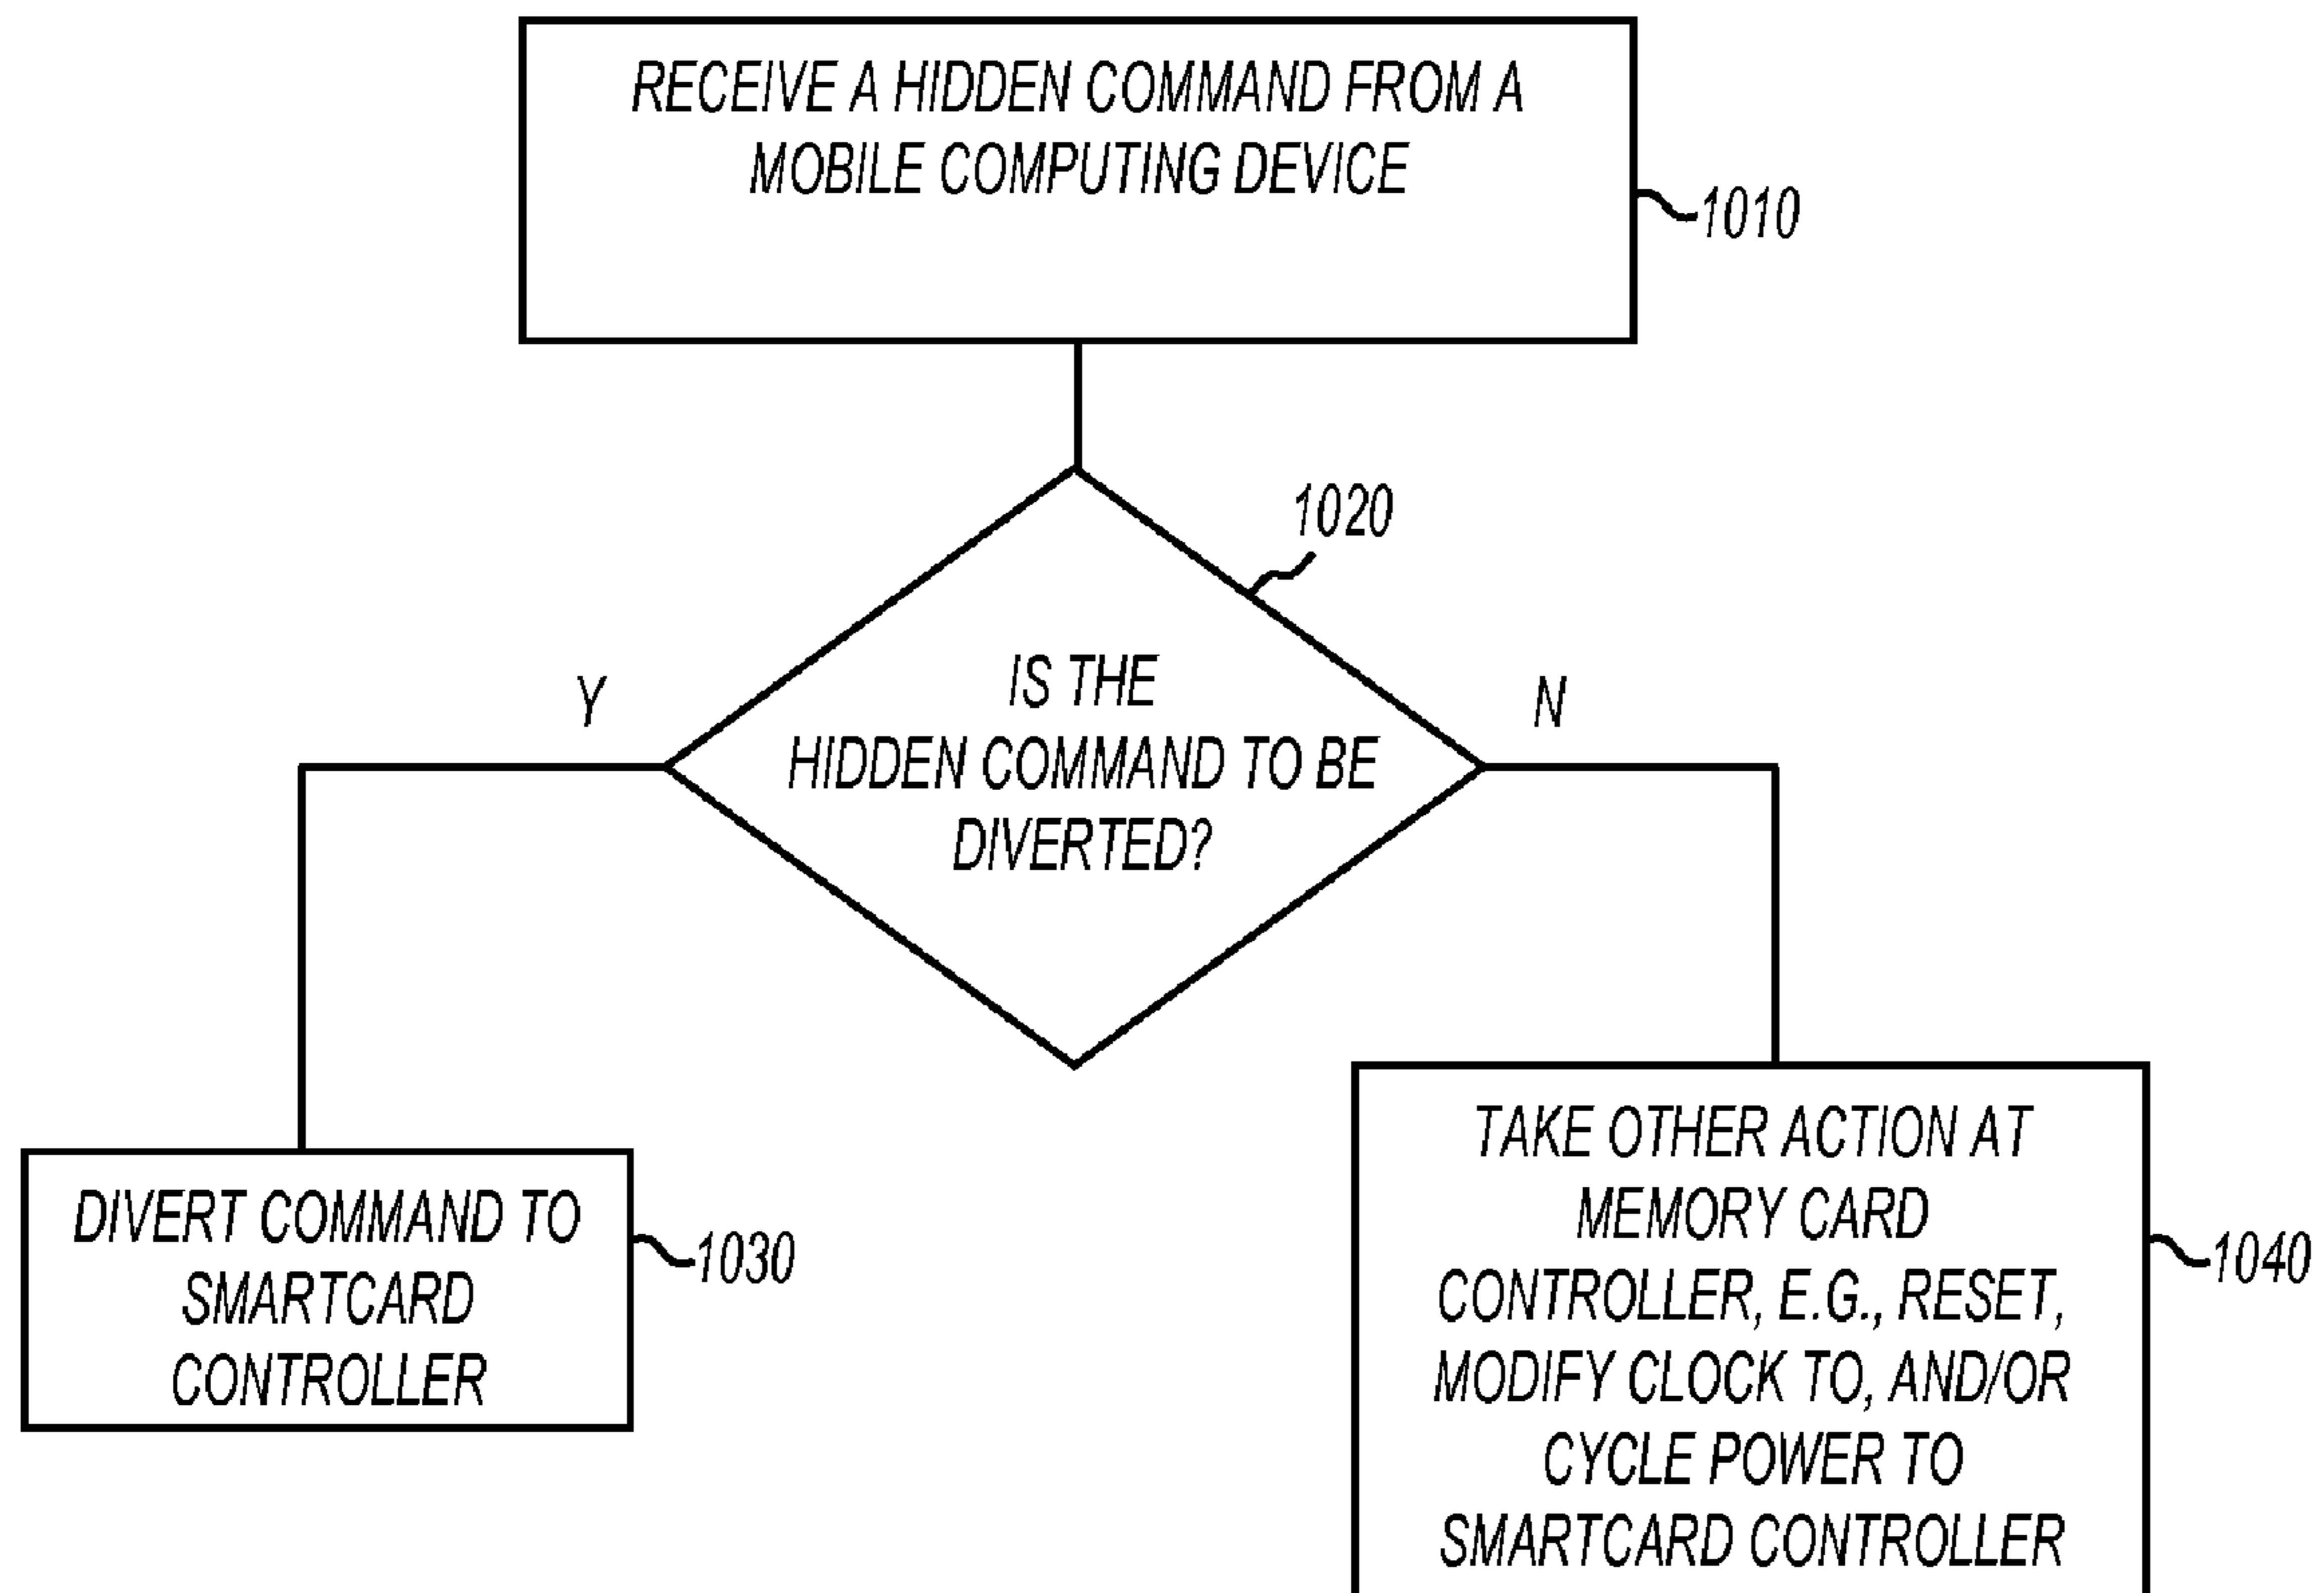 RECEIVE A HIDDEN COMMAND FROM A
MOBILE COMPUTING DEVICE
1010
1020
IS THE
HIDDEN COMMAND TO BE
DIVERTED?
Y
N
DIVERT COMMAND TO
SMARTCARD
CONTROLLER
1030
TAKE OTHER ACTION AT
MEMORY CARD
CONTROLLER, E.G., RESET,
MODIFY CLOCK TO, AND/OR
CYCLE POWER TO
SMARTCARD CONTROLLER
1040